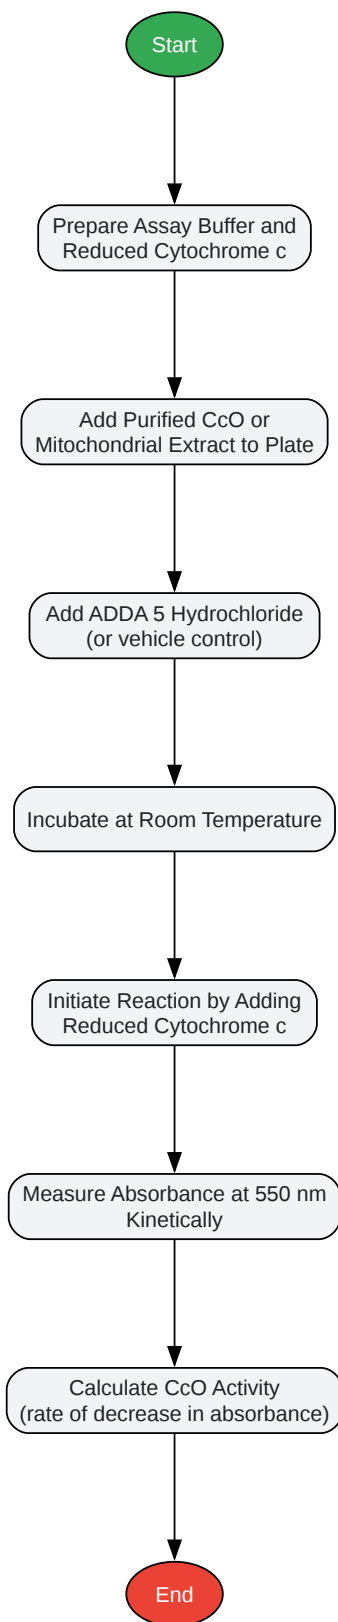 Start
Prepare Assay Buffer and
Reduced Cytochrome c
Add Purified CcO or
Mitochondrial Extract to Plate
Add ADDA 5 Hydrochloride
(or vehicle control)
Incubate at Room Temperature
Initiate Reaction by Adding
Reduced Cytochrome c
Measure Absorbance at 550 nm
Kinetically
Calculate CcO Activity
(rate of decrease in absorbance)
End